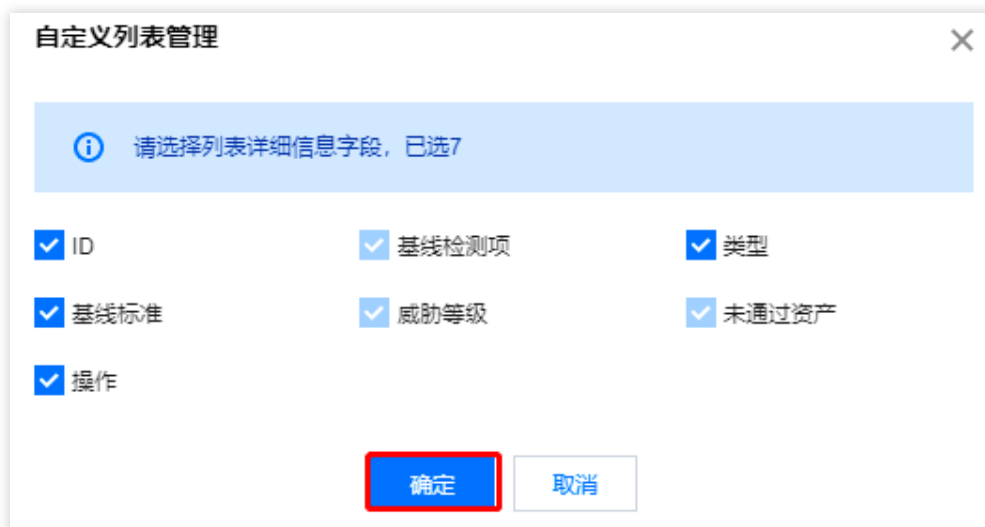 自定义列表管理
请选择列表详细信息字段，已选7
ID 基线检测项 类型
基线标准 威胁等级 未通过资产
操作
确定 取消